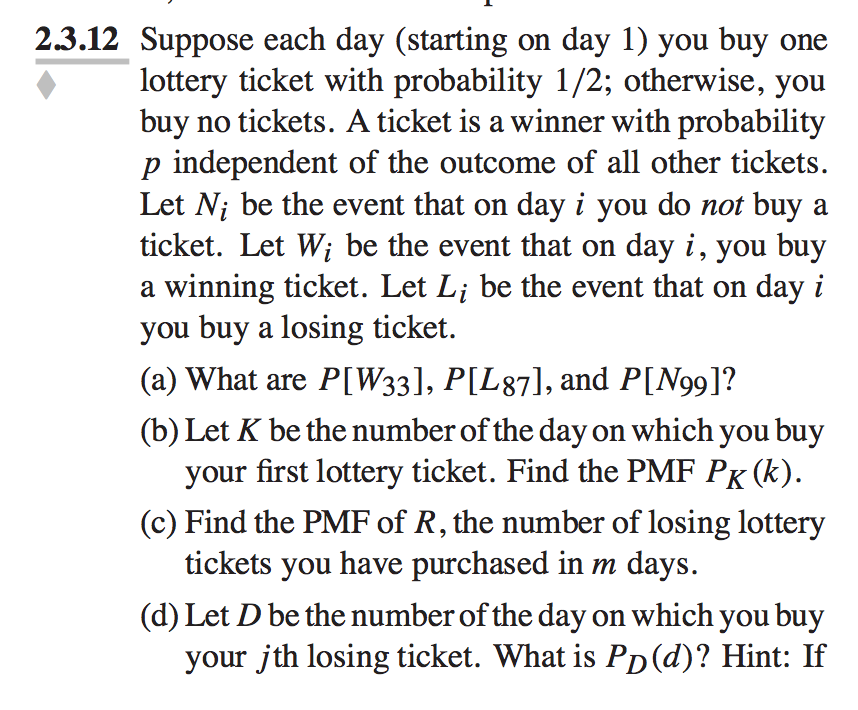 2.3.12 Suppose each day (starting on day 1) you buy one
lottery ticket with probability 1/2; otherwise, you
buy no tickets. A ticket is a winner with probability
p independent of the outcome of all other tickets.
Let Nᵢ be the event that on day i you do not buy a
ticket. Let Wᵢ be the event that on day i, you buy
a winning ticket. Let Lᵢ be the event that on day i
you buy a losing ticket.
(a) What are P[W₃₃], P[L₈₇], and P[N₉₉]?
(b) Let K be the number of the day on which you buy
your first lottery ticket. Find the PMF P_K(k).
(c) Find the PMF of R, the number of losing lottery
tickets you have purchased in m days.
(d) Let D be the number of the day on which you buy
your jth losing ticket. What is P_D(d)? Hint: If